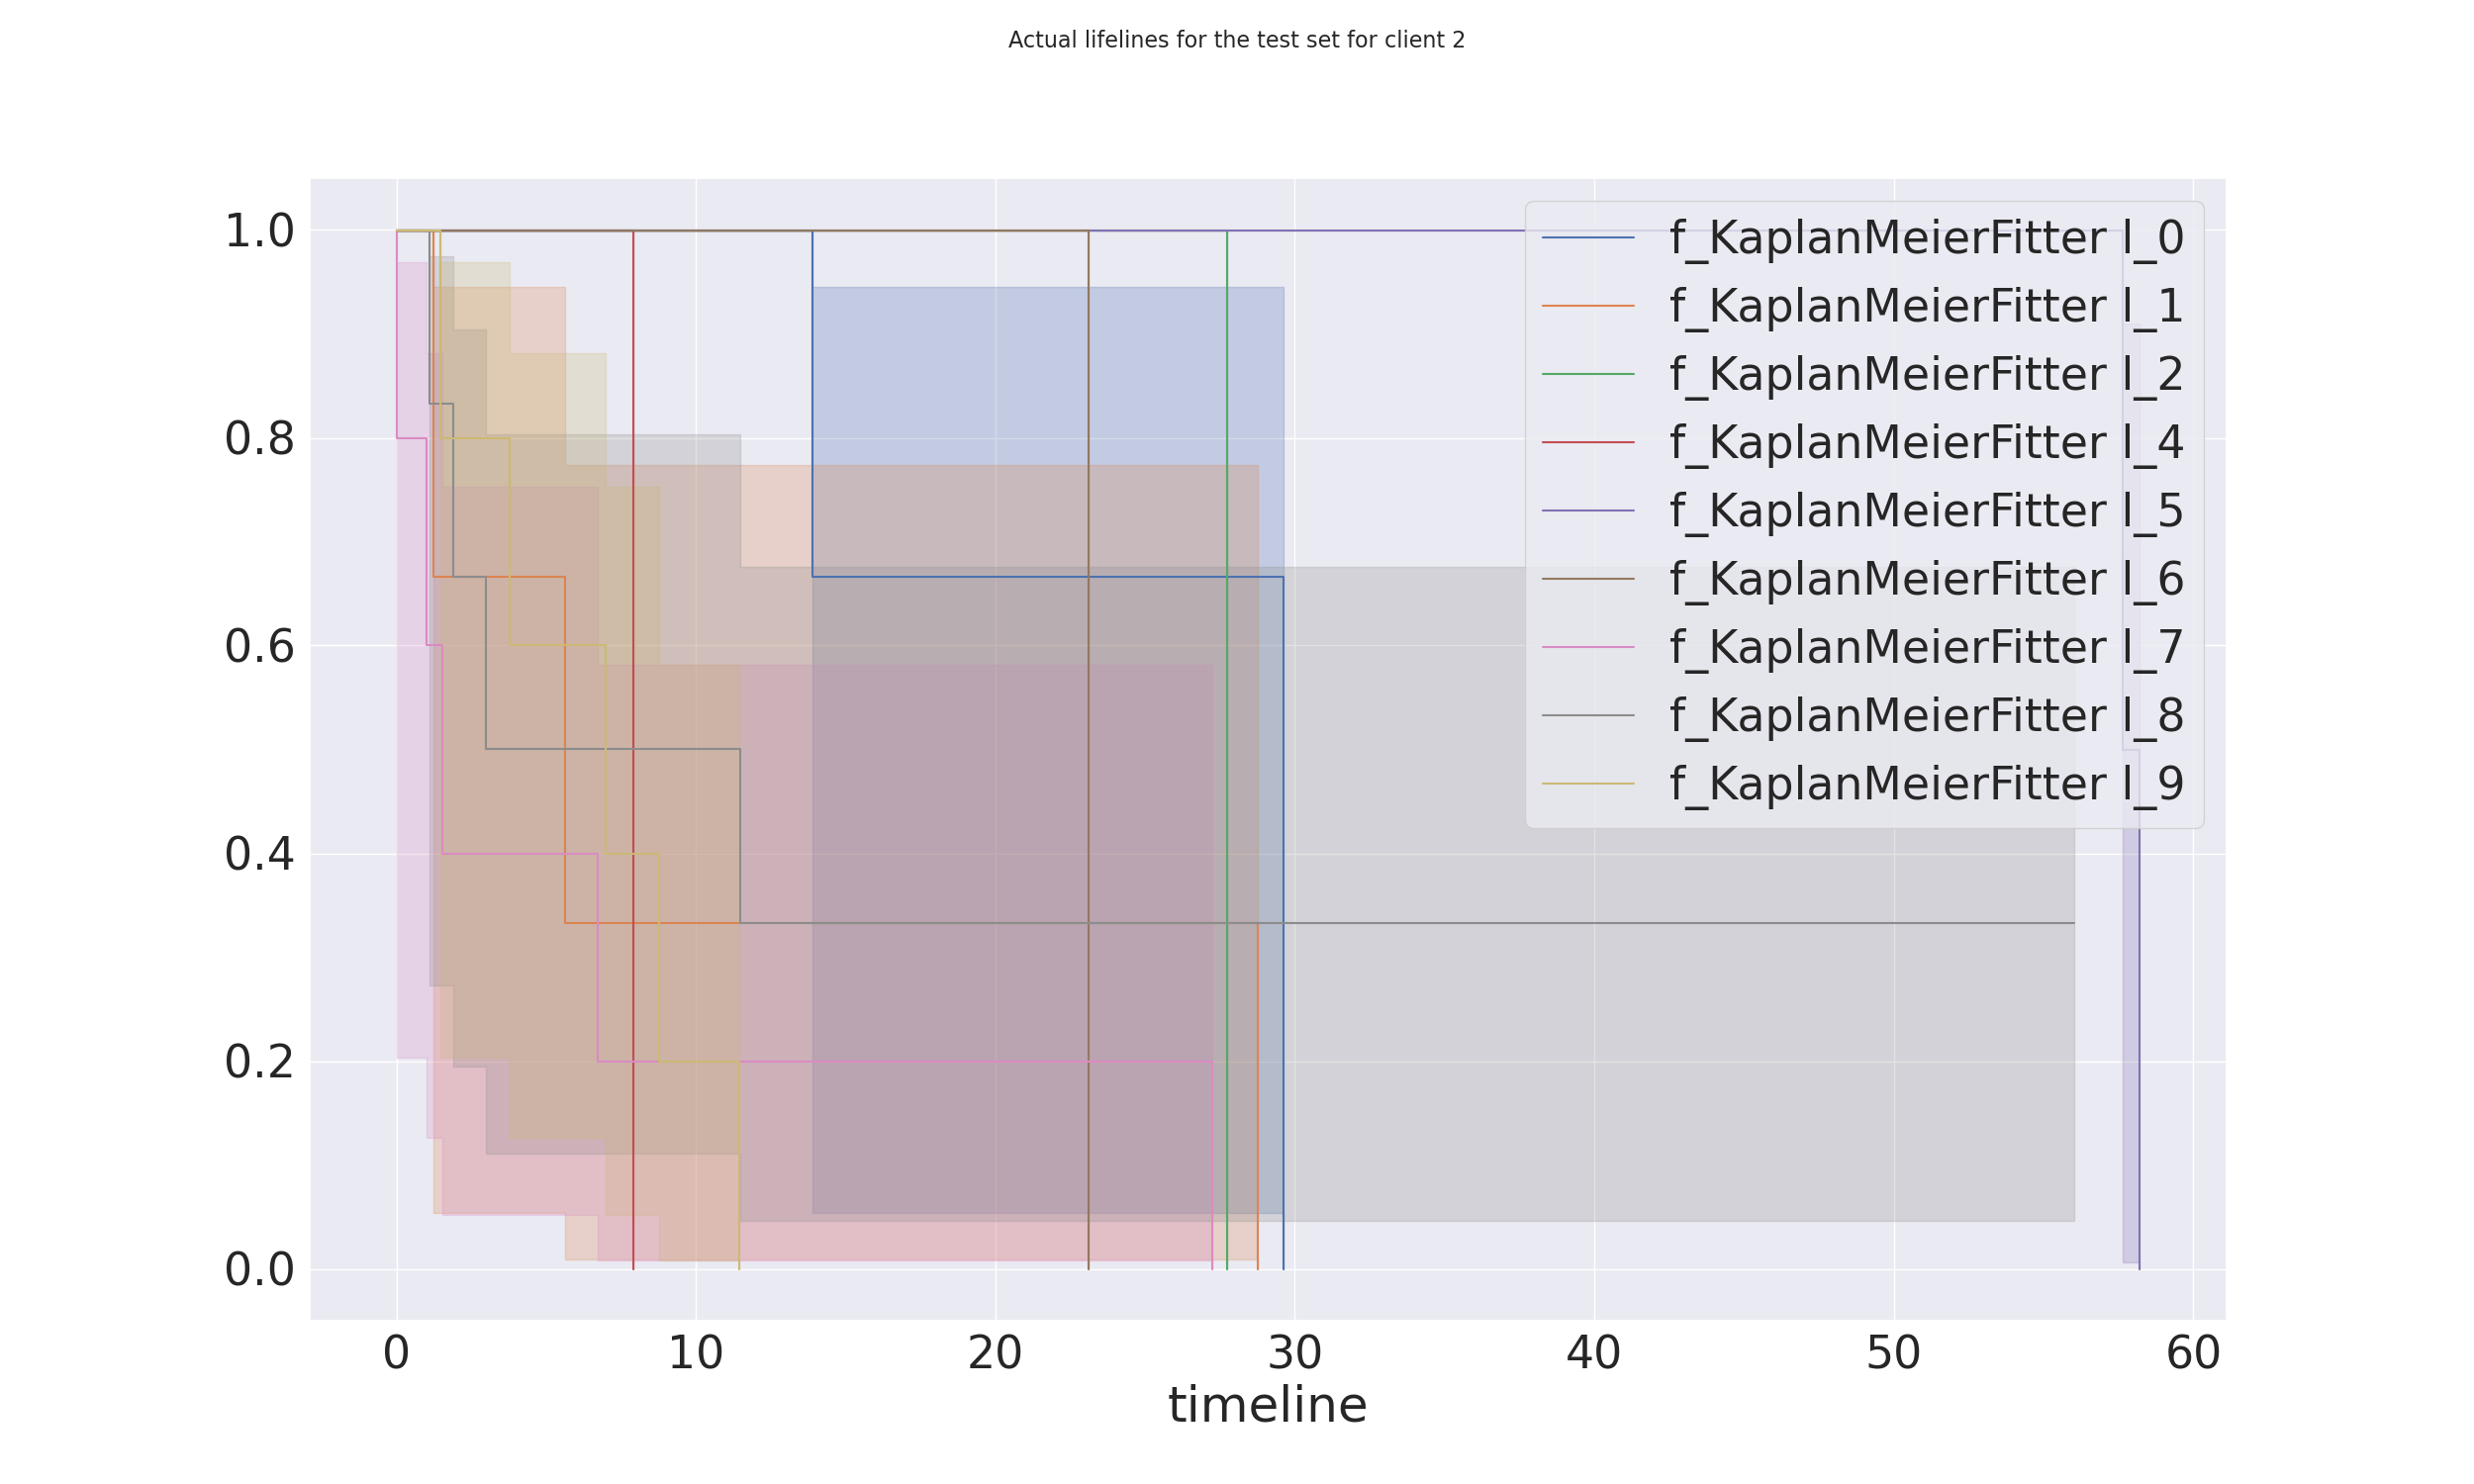 Actual lifelines for the test set for client 2
1.0
0.8
0.6
0.4
0.2
0.0
f_KaplanMeierFitter l_0
f_KaplanMeierFitter l_1
f_KaplanMeierFitter l_2
f_KaplanMeierFitter l_4
f_KaplanMeierFitter l_5
f_KaplanMeierFitter l_6
f_KaplanMeierFitter l_7
f_KaplanMeierFitter l_8
f_KaplanMeierFitter l_9
0 10 20 30 40 50 60
timeline